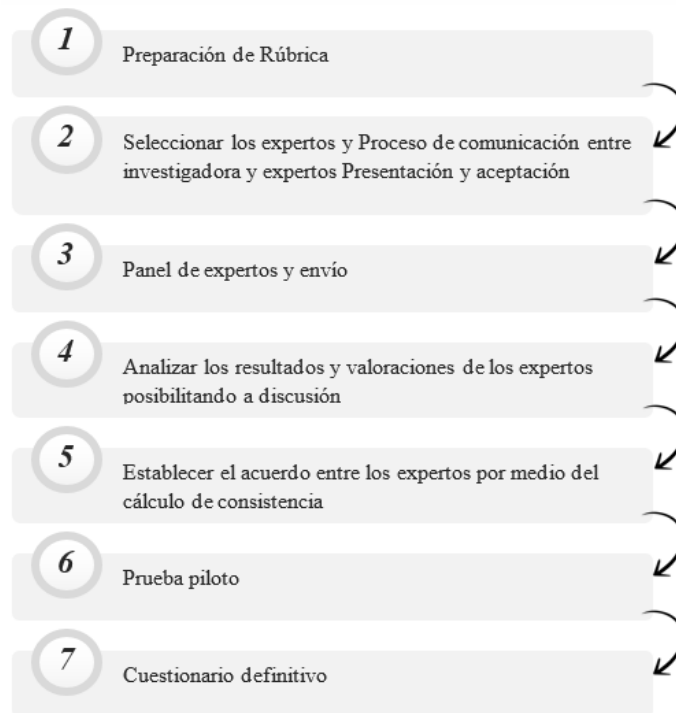 1
Preparación de Rúbrica
2
Seleccionar los expertos y Proceso de comunicación entre
investigadora y expertos Presentación y aceptación
3
Panel de expertos y envío
4
Analizar los resultados y valoraciones de los expertos
posibilitando a discusión
5
Establecer el acuerdo entre los expertos por medio del
cálculo de consistencia
6
Prueba piloto
7
Cuestionario definitivo